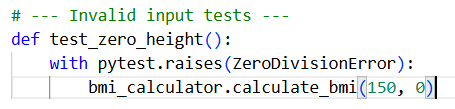 # --- Invalid input tests ---
def test_zero_height():
    with pytest.raises(ZeroDivisionError):
        bmi_calculator.calculate_bmi(150, 0)